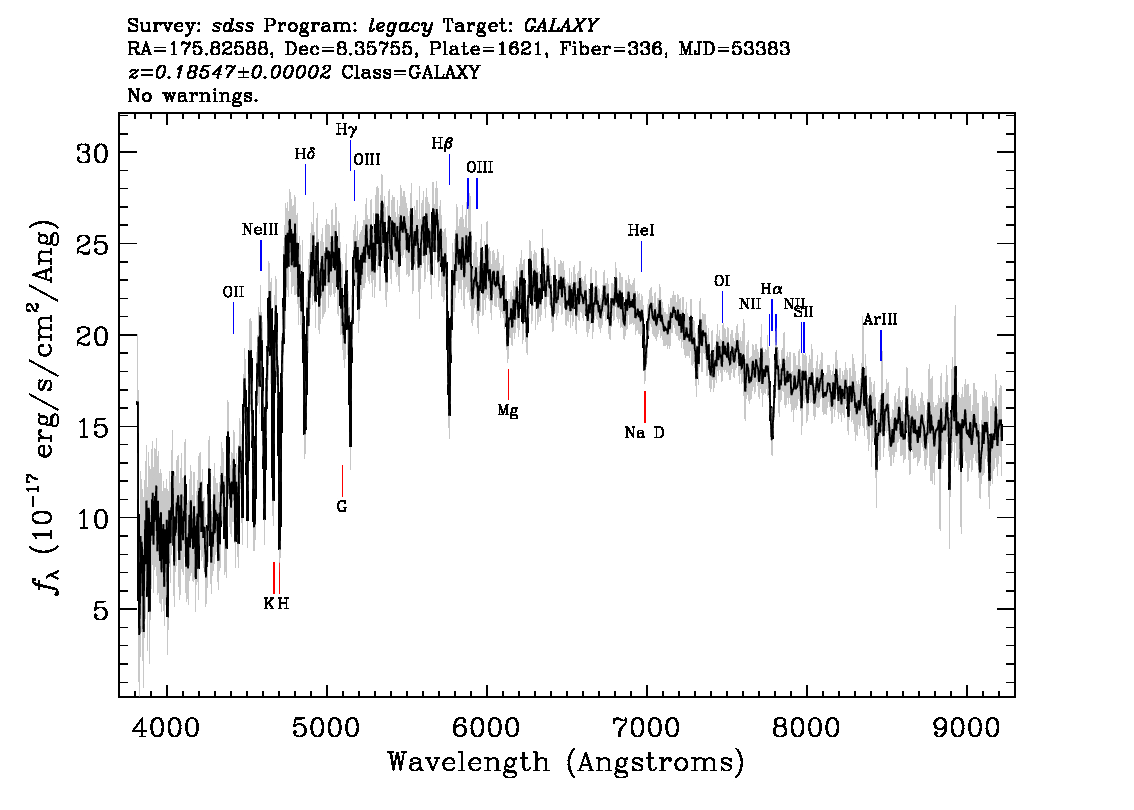 Survey: sdss Program: legacy Target: GALAXY
RA=175.82588, Dec=8.35755, Plate=1621, Fiber=336, MJD=53383
z=0.18547±0.00002 Class=GALAXY
No warnings.
Hγ
Hδ OIII Hβ OIII
NeIII HeI
OII OI Hα
NII NII SII
ArIII
Mg
Na D
G
K H
30
25
20
15
10
5
4000 5000 6000 7000 8000 9000
Wavelength (Angstroms)
f_λ (10⁻¹⁷ erg/s/cm²/Ang)